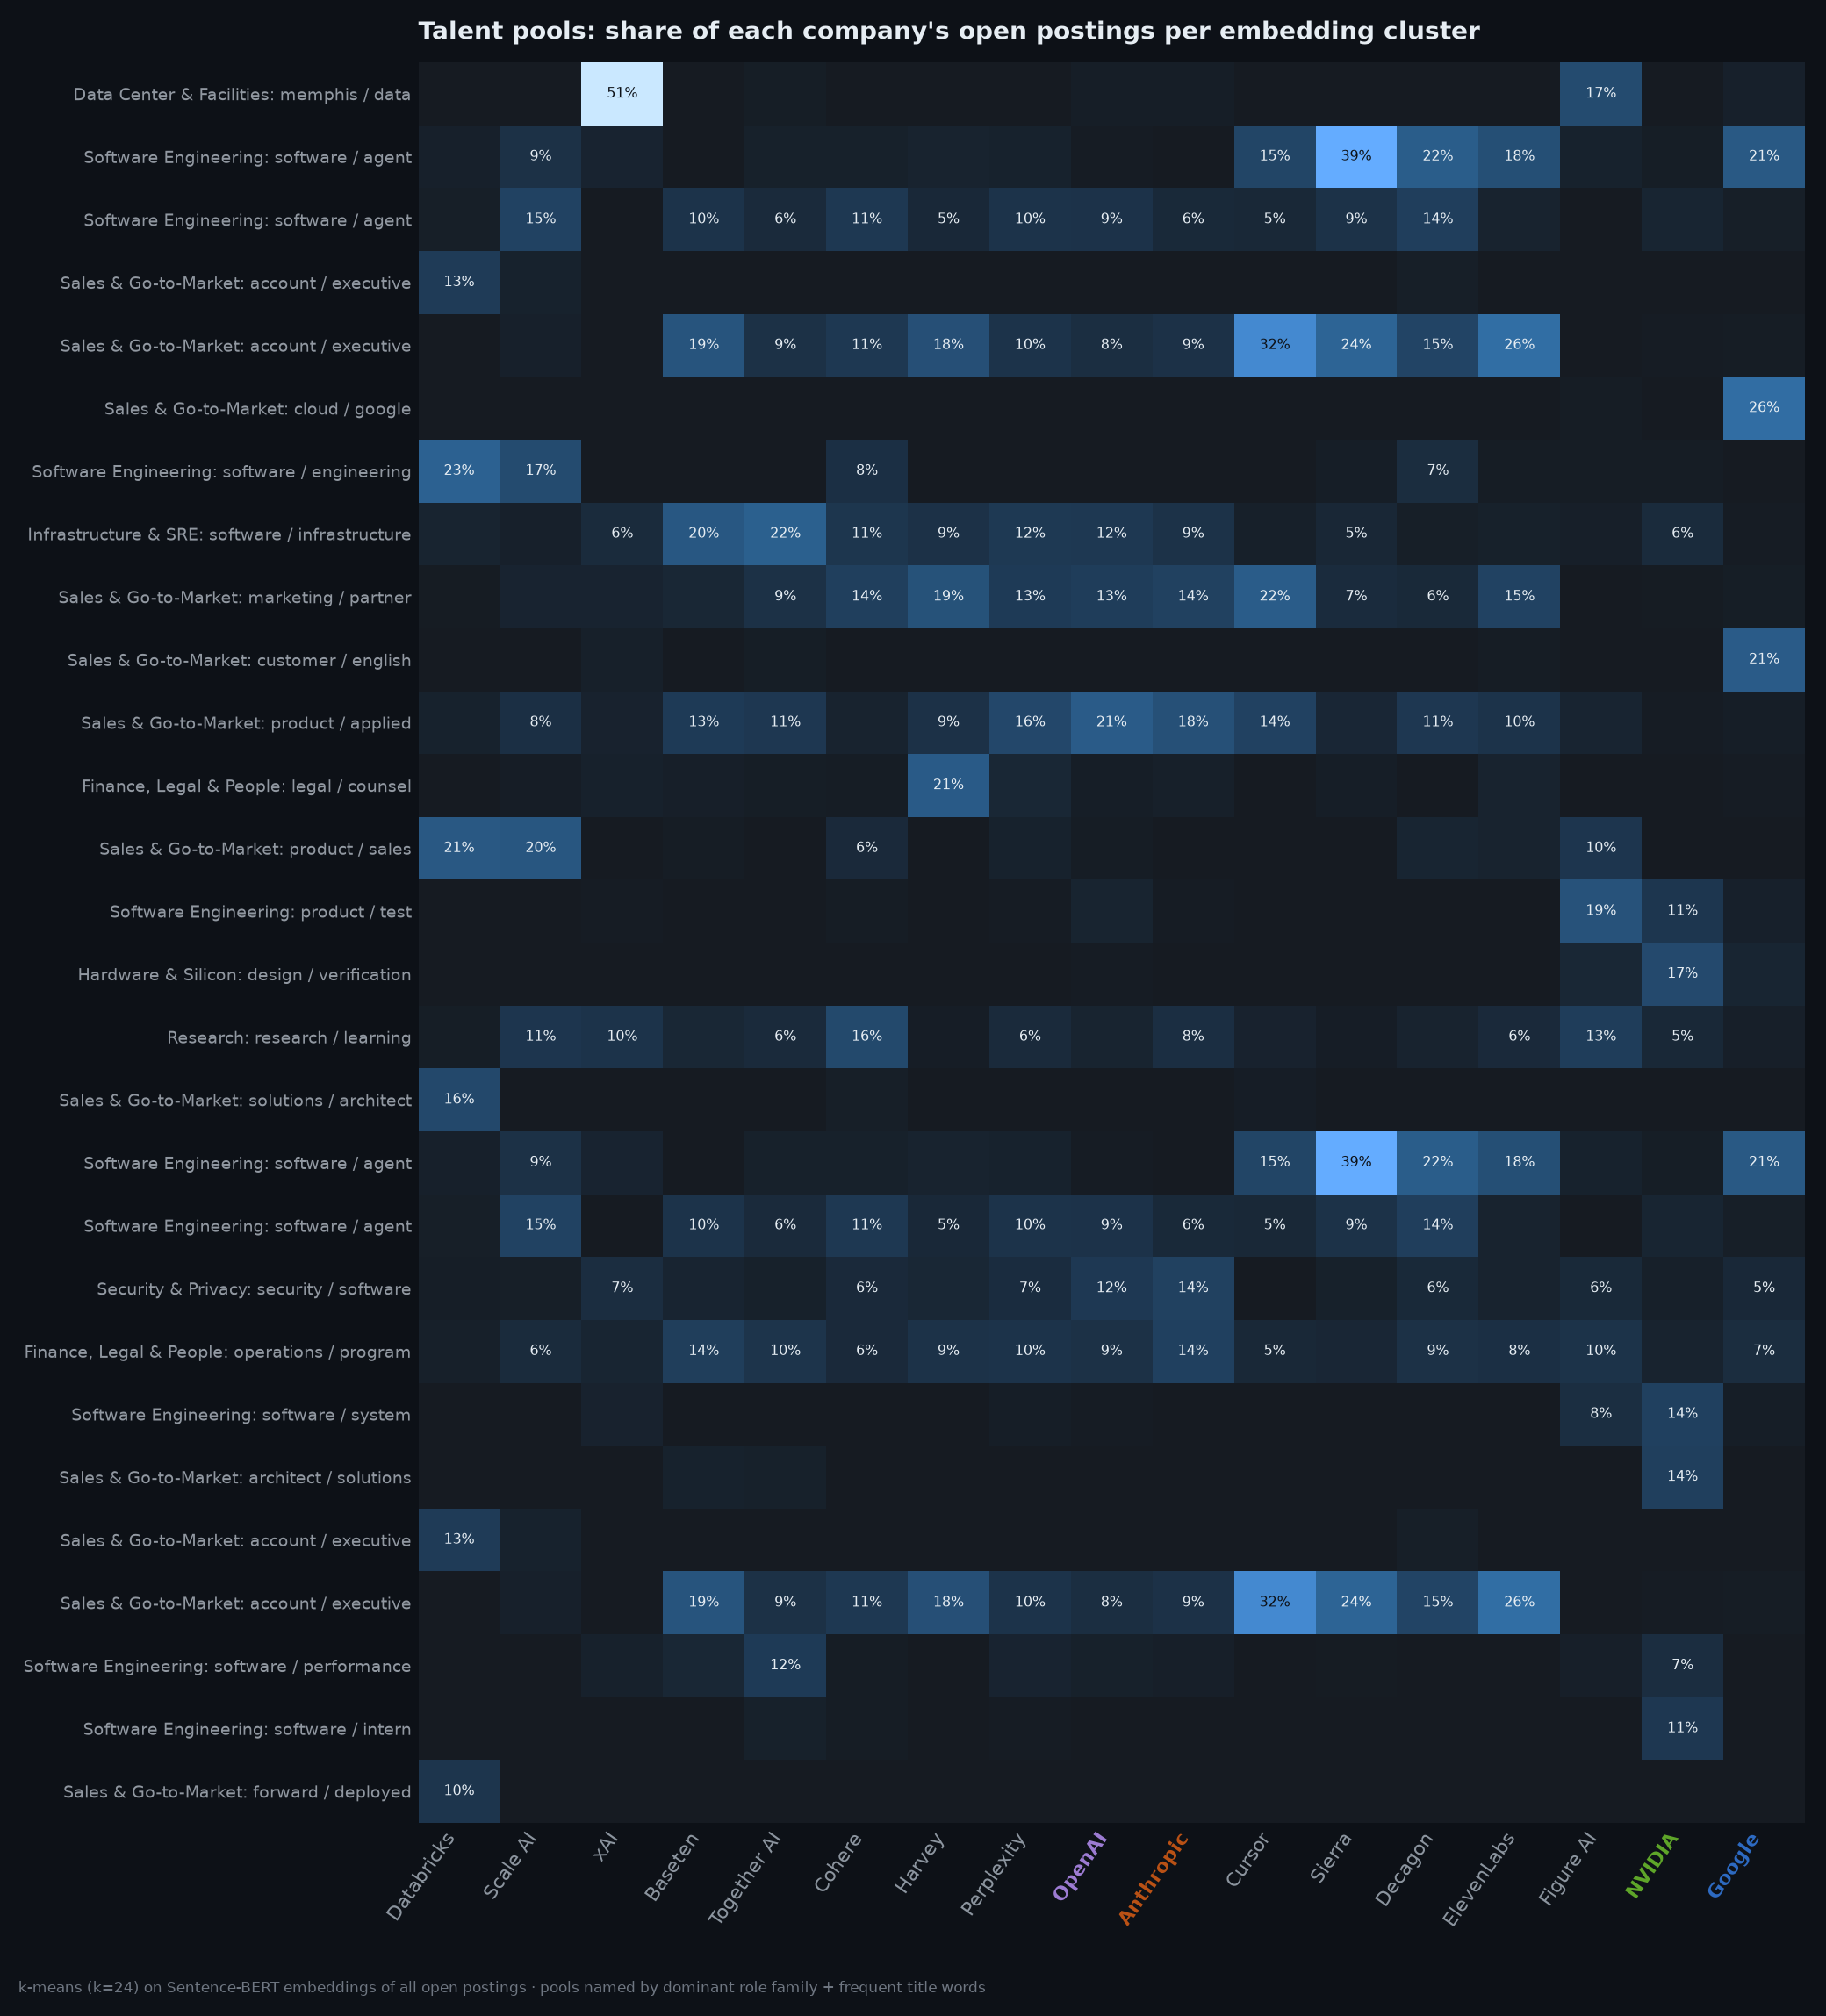 Talent pools: share of each company's open postings per embedding cluster
Data Center & Facilities: memphis / data 51% 17%
Software Engineering: software / agent 9% 15% 39% 22% 18% 21%
Software Engineering: software / agent 15% 10% 6% 11% 5% 10% 9% 6% 5% 9% 14%
Sales & Go-to-Market: account / executive 13%
Sales & Go-to-Market: account / executive 19% 9% 11% 18% 10% 8% 9% 32% 24% 15% 26%
Sales & Go-to-Market: cloud / google 26%
Software Engineering: software / engineering 23% 17% 8% 7%
Infrastructure & SRE: software / infrastructure 6% 20% 22% 11% 9% 12% 12% 9% 5% 6%
Sales & Go-to-Market: marketing / partner 9% 14% 19% 13% 13% 14% 22% 7% 6% 15%
Sales & Go-to-Market: customer / english 21%
Sales & Go-to-Market: product / applied 8% 13% 11% 9% 16% 21% 18% 14% 11% 10%
Finance, Legal & People: legal / counsel 21%
Sales & Go-to-Market: product / sales 21% 20% 6% 10%
Software Engineering: product / test 19% 11%
Hardware & Silicon: design / verification 17%
Research: research / learning 11% 10% 6% 16% 6% 8% 6% 13% 5%
Sales & Go-to-Market: solutions / architect 16%
Software Engineering: software / agent 9% 15% 39% 22% 18% 21%
Software Engineering: software / agent 15% 10% 6% 11% 5% 10% 9% 6% 5% 9% 14%
Security & Privacy: security / software 7% 6% 7% 12% 14% 6% 6% 5%
Finance, Legal & People: operations / program 6% 14% 10% 6% 9% 10% 9% 14% 5% 9% 8% 10% 7%
Software Engineering: software / system 8% 14%
Sales & Go-to-Market: architect / solutions 14%
Sales & Go-to-Market: account / executive 13%
Sales & Go-to-Market: account / executive 19% 9% 11% 18% 10% 8% 9% 32% 24% 15% 26%
Software Engineering: software / performance 12% 7%
Software Engineering: software / intern 11%
Sales & Go-to-Market: forward / deployed 10%
Databricks Scale AI xAI Baseten Together AI Cohere Harvey Perplexity OpenAI Anthropic Cursor Sierra Decagon ElevenLabs Figure AI NVIDIA Google
k-means (k=24) on Sentence-BERT embeddings of all open postings · pools named by dominant role family + frequent title words